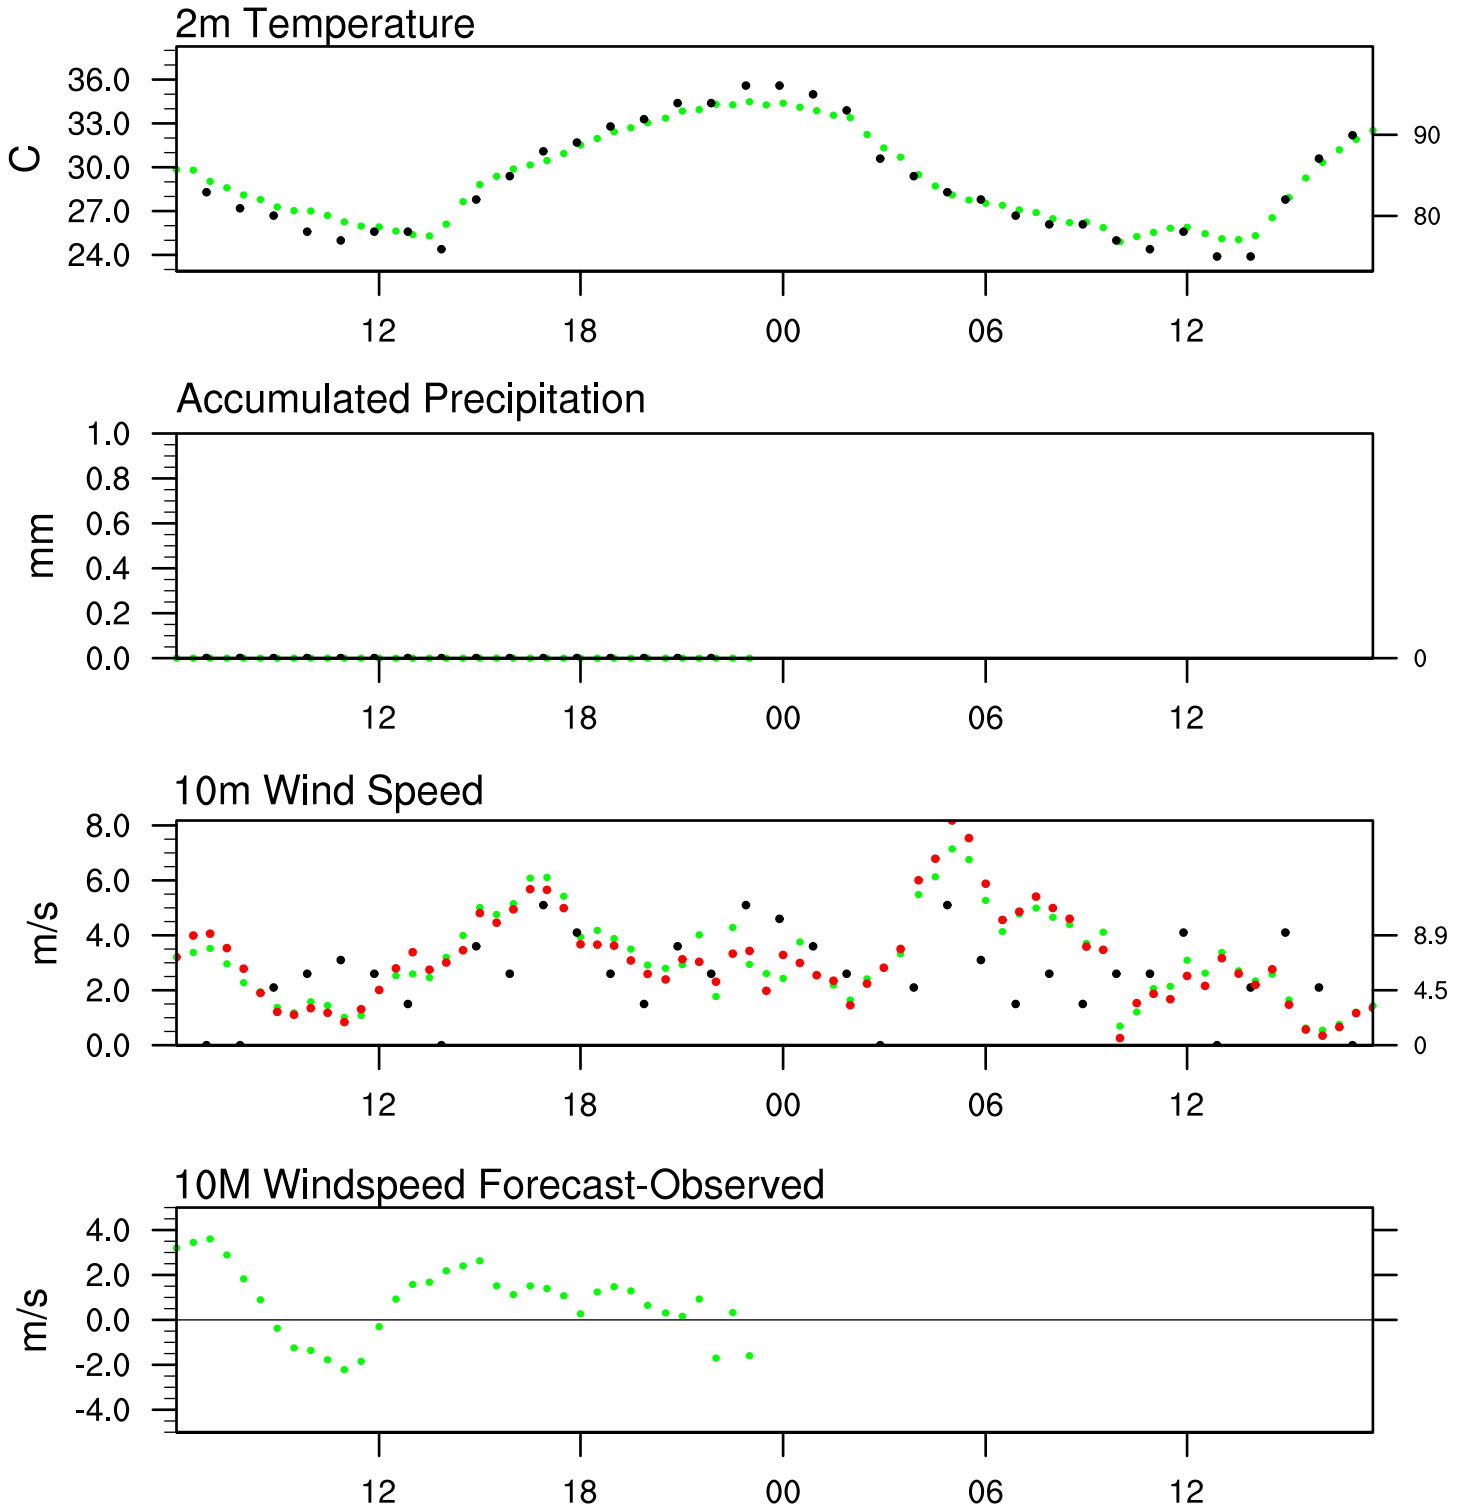 2m Temperature
36.0
33.0
30.0
27.0
24.0
C
90
80
12 18 00 06 12
Accumulated Precipitation
1.0
0.8
0.6
0.4
0.2
0.0
mm
0
12 18 00 06 12
10m Wind Speed
8.0
6.0
4.0
2.0
0.0
m/s
8.9
4.5
0
12 18 00 06 12
10M Windspeed Forecast-Observed
4.0
2.0
0.0
-2.0
-4.0
m/s
12 18 00 06 12